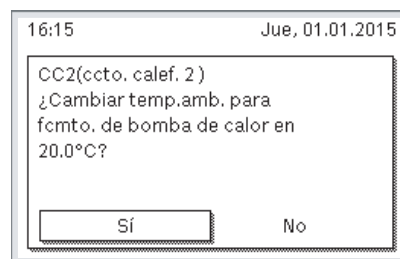 16:15 Jue, 01.01.2015
CC2(ccto. calef. 2 )
¿Cambiar temp.amb. para
fcmto. de bomba de calor en
20.0°C?
Sí No